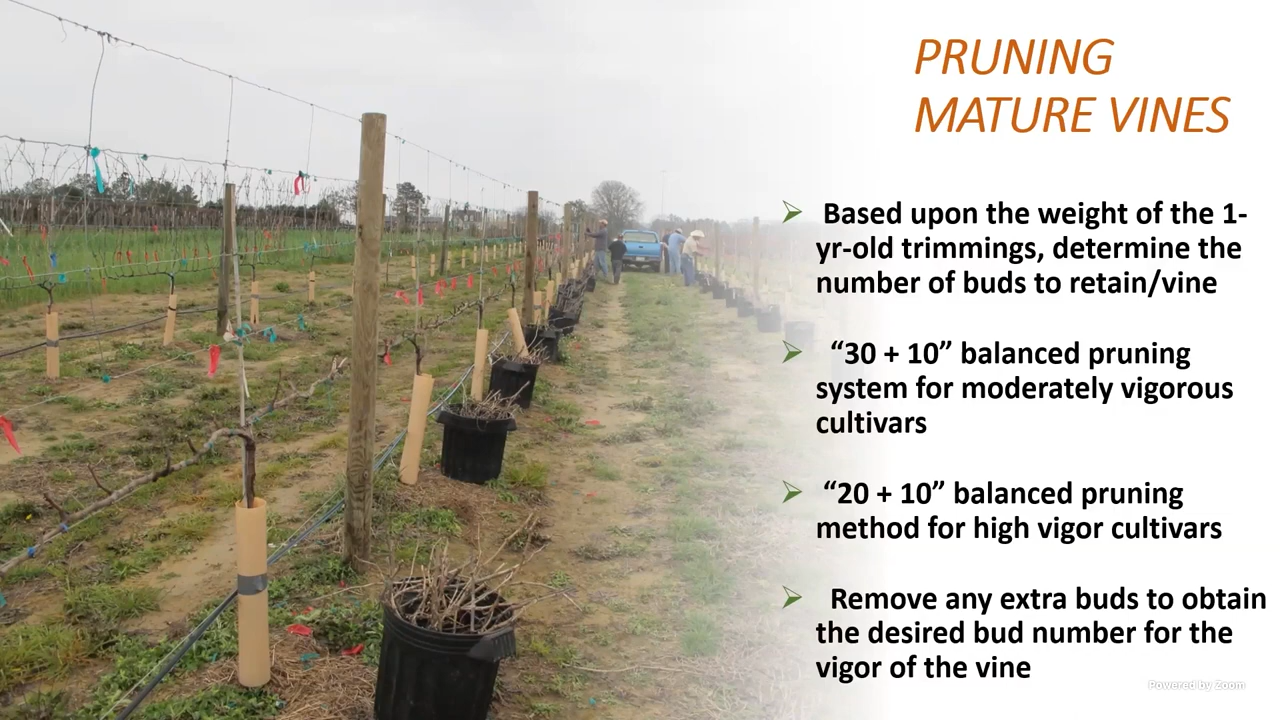 PRUNING
MATURE VINES
Based upon the weight of the 1-
yr-old trimmings, determine the
number of buds to retain/vine
“30 + 10” balanced pruning
system for moderately vigorous
cultivars
“20 + 10” balanced pruning
method for high vigor cultivars
Remove any extra buds to obtain
the desired bud number for the
vigor of the vine
Powered by Zoom